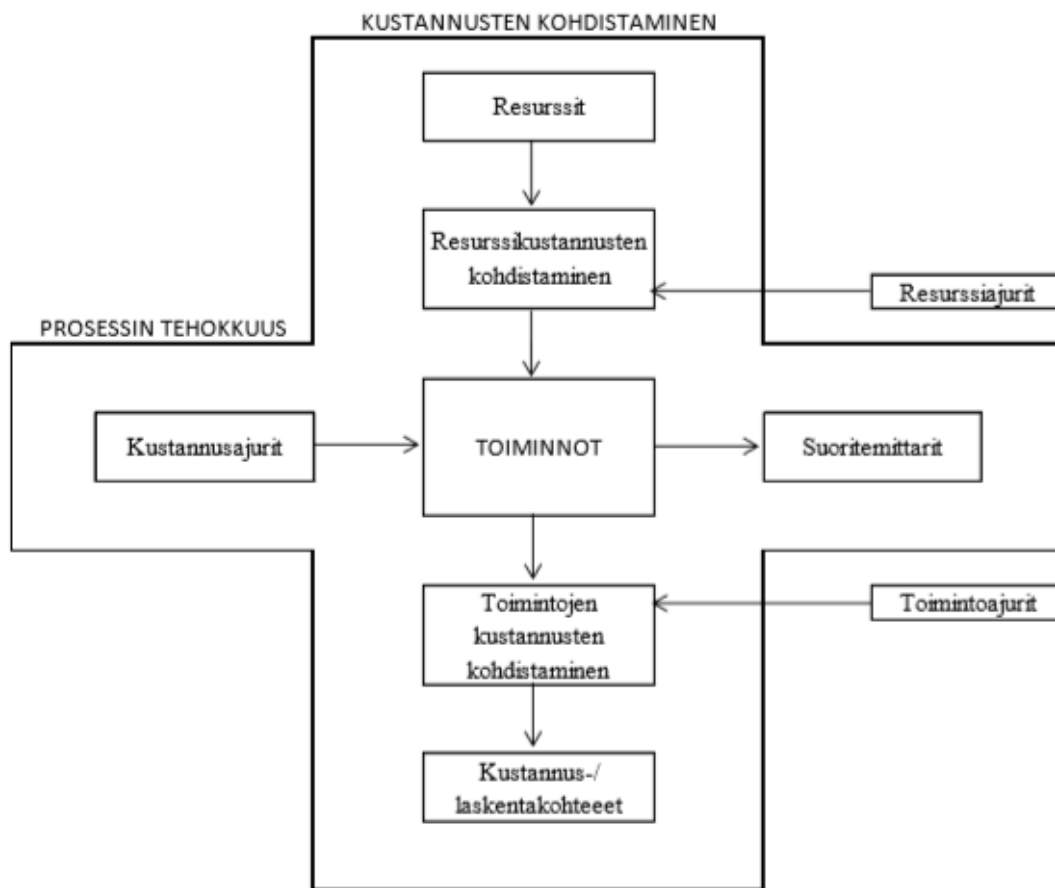 KUSTANNUSTEN KOHDISTAMINEN
Resurssit
Resurssikustannusten
kohdistaminen
Resurssiajurit
PROSESSIN TEHOKKUUS
Kustannusajurit
TOIMINNOT
Suoritemittarit
Toimintojen
kustannusten
kohdistaminen
Toimintoajurit
Kustannus-/
laskentakohteeet